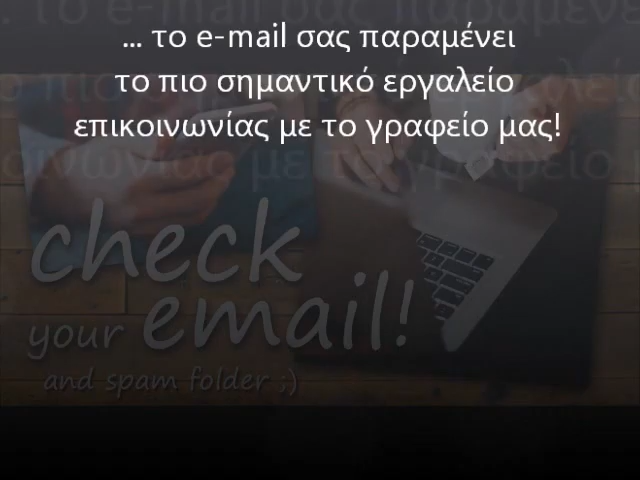 ... το e-mail σας παραμένει
το πιο σημαντικό εργαλείο
επικοινωνίας με το γραφείο μας!
check
your email!
and spam folder ;)